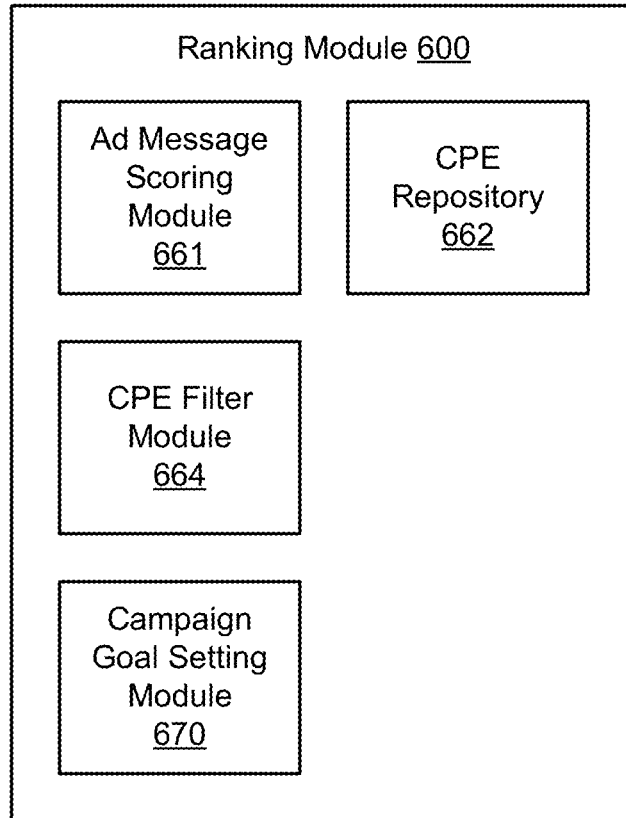 Ranking Module 600
Ad Message
Scoring
Module
661
CPE
Repository
662
CPE Filter
Module
664
Campaign
Goal Setting
Module
670